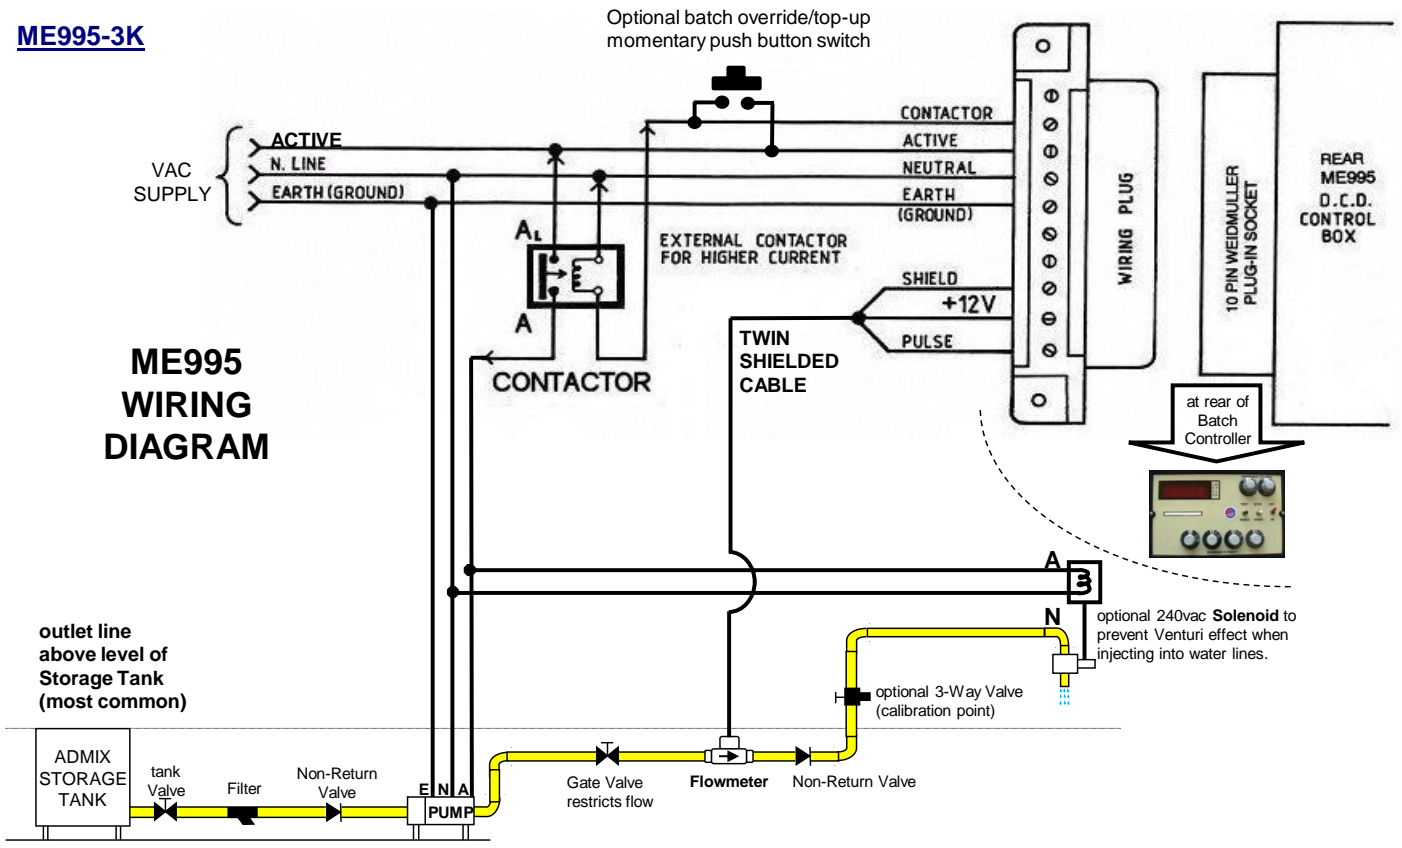 ME995-3K
Optional batch override/top-up
momentary push button switch
CONTACTOR
ACTIVE
ACTIVE
N. LINE
NEUTRAL
VAC
SUPPLY
EARTH (GROUND)
EARTH
(GROUND)
A1
EXTERNAL CONTACTOR
FOR HIGHER CURRENT
A
CONTACTOR
SHIELD
+12V
PULSE
TWIN
SHIELDED
CABLE
WIRING PLUG
10 PIN WEIDMULLER
PLUG-IN SOCKET
REAR
ME995
D.C.D.
CONTROL
BOX
ME995
WIRING
DIAGRAM
at rear of
Batch
Controller
A
N
optional 240vac Solenoid to
prevent Venturi effect when
injecting into water lines.
outlet line
above level of
Storage Tank
(most common)
optional 3-Way Valve
(calibration point)
ADMIX
STORAGE
TANK
tank
Valve
Filter
Non-Return
Valve
E N A
PUMP
Gate Valve
restricts flow
Flowmeter
Non-Return Valve